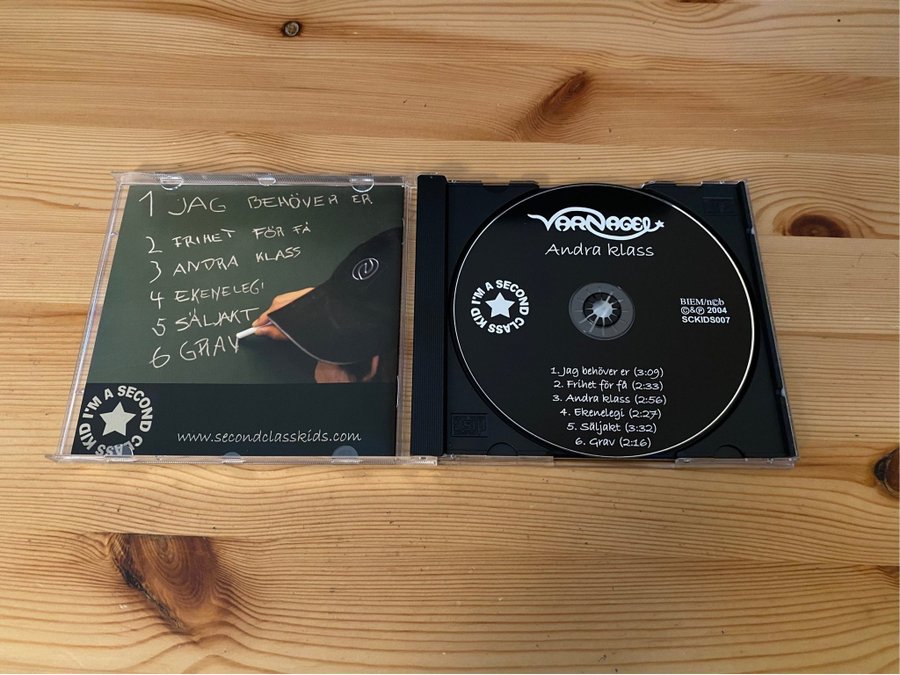 1 JAG BEHÖVER ER
2 FRIHET FÖR FÅ
3 ANDRA KLASS
4 EKENELEGI
5 SÄLJAKT
6 GRAV
I'M A SECOND CLASS KID
www.secondclasskids.com
VARNAGEL
Andra klass
I'M A SECOND CLASS KID
BIEM/n©b
©&℗ 2004
SCKIDS007
1. Jag behöver er (3:09)
2. Frihet för få (2:33)
3. Andra klass (2:56)
4. Ekenelegi (2:27)
5. Säljakt (3:32)
6. Grav (2:16)